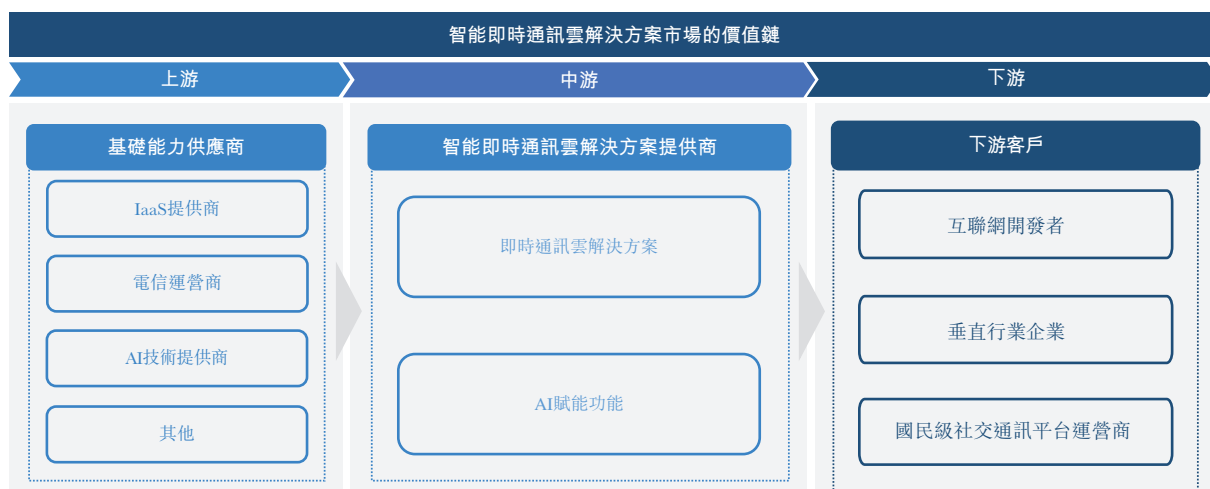 智能即時通訊雲解決方案市場的價值鏈
上游
中游
下游
基礎能力供應商
IaaS提供商
電信運營商
AI技術提供商
其他
智能即時通訊雲解決方案提供商
即時通訊雲解決方案
AI賦能功能
下游客戶
互聯網開發者
垂直行業企業
國民級社交通訊平台運營商